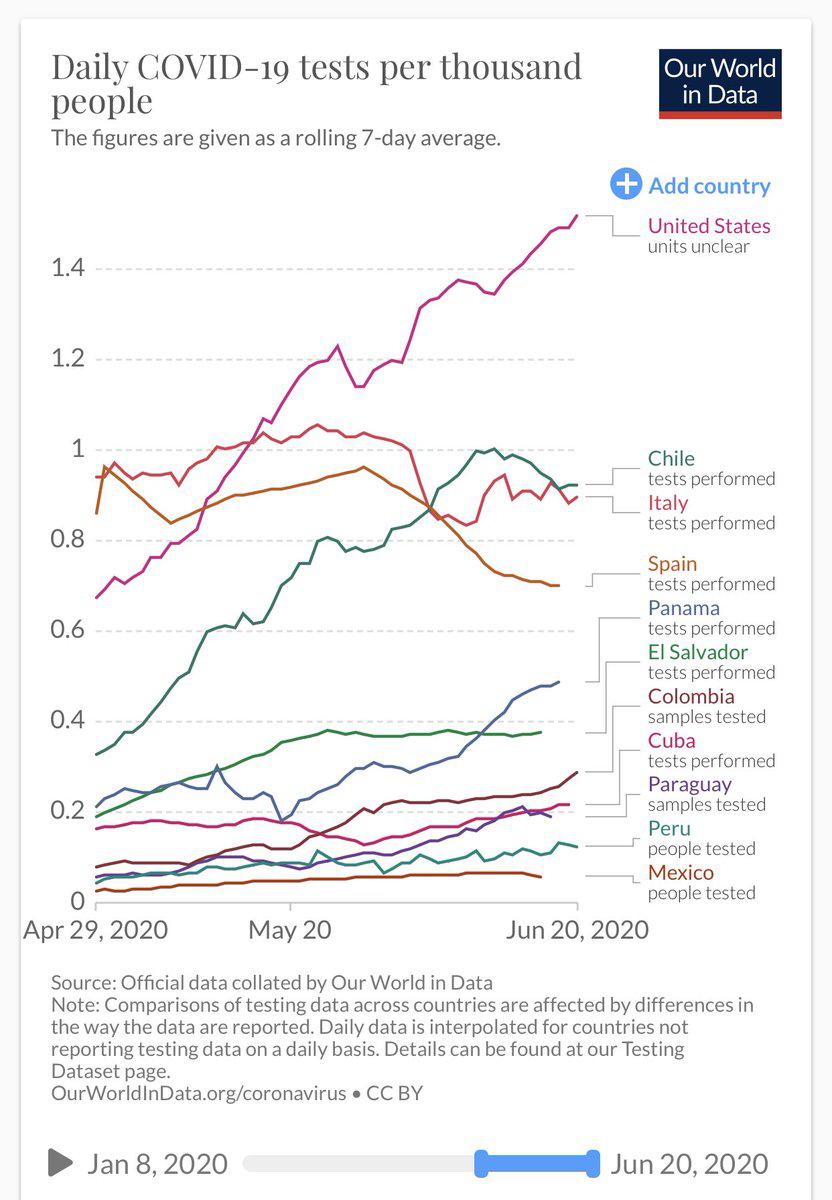 Daily COVID-19 tests per thousand
people
The figures are given as a rolling 7-day average.
Our World
in Data
Add country
United States
units unclear
1.4
1.2
1
0.8
0.6
0.4
0.2
0
Chile
tests performed
Italy
tests performed
Spain
tests performed
Panama
tests performed
El Salvador
tests performed
Colombia
samples tested
Cuba
tests performed
Paraguay
samples tested
Peru
people tested
Mexico
people tested
Apr 29, 2020
May 20
Jun 20, 2020
Source: Official data collated by Our World in Data
Note: Comparisons of testing data across countries are affected by differences in
the way the data are reported. Daily data is interpolated for countries not
reporting testing data on a daily basis. Details can be found at our Testing
Dataset page.
OurWorldInData.org/coronavirus • CC BY
Jan 8, 2020
Jun 20, 2020